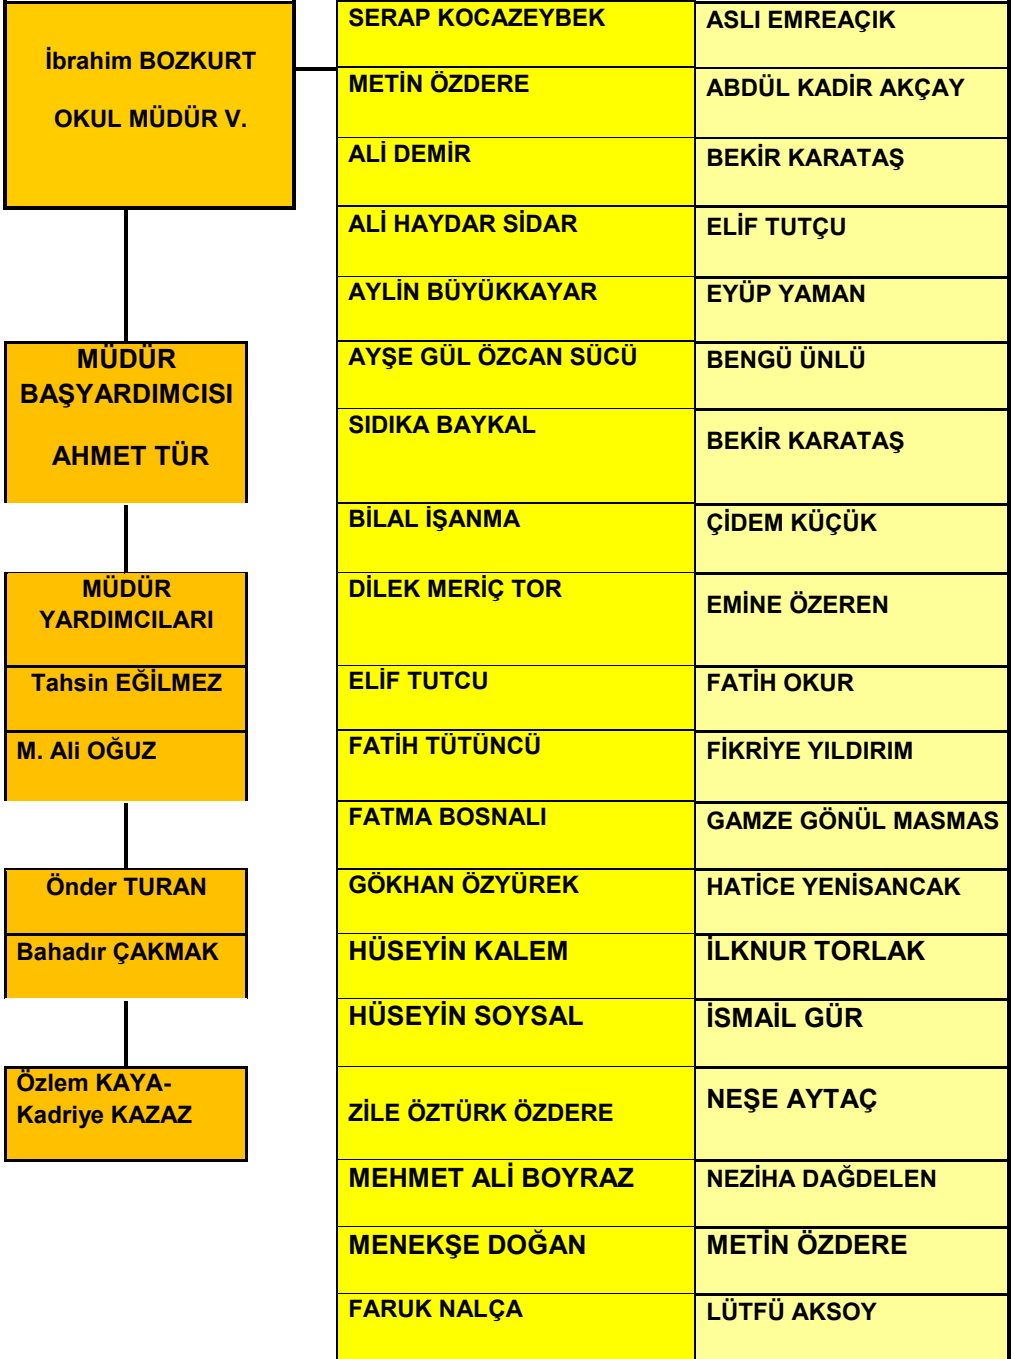 İbrahim BOZKURT
OKUL MÜDÜR V.
MÜDÜR
BAŞYARDIMCISI
AHMET TÜR
MÜDÜR
YARDIMCILARI
Tahsin EĞİLMEZ
M. Ali OĞUZ
Önder TURAN
Bahadır ÇAKMAK
Özlem KAYA-
Kadriye KAZAZ
SERAP KOCAZEYBEK
ASLI EMREAÇIK
METİN ÖZDERE
ABDÜL KADİR AKÇAY
ALİ DEMİR
BEKİR KARATAŞ
ALİ HAYDAR SİDAR
ELİF TUTÇU
AYLİN BÜYÜKKAYAR
EYÜP YAMAN
AYŞE GÜL ÖZCAN SÜCÜ
BENGÜ ÜNLÜ
SIDIKA BAYKAL
BEKİR KARATAŞ
BİLAL İŞANMA
ÇİDEM KÜÇÜK
DİLEK MERİÇ TOR
EMİNE ÖZEREN
ELİF TUTCU
FATİH OKUR
FATİH TÜTÜNCÜ
FİKRİYE YILDIRIM
FATMA BOSNALI
GAMZE GÖNÜL MASMAS
GÖKHAN ÖZYÜREK
HATİCE YENİSANCAK
HÜSEYİN KALEM
İLKNUR TORLAK
HÜSEYİN SOYSAL
İSMAİL GÜR
ZİLE ÖZTÜRK ÖZDERE
NEŞE AYTAÇ
MEHMET ALİ BOYRAZ
NEZİHA DAĞDELEN
MENEKŞE DOĞAN
METİN ÖZDERE
FARUK NALÇA
LÜTFÜ AKSOY